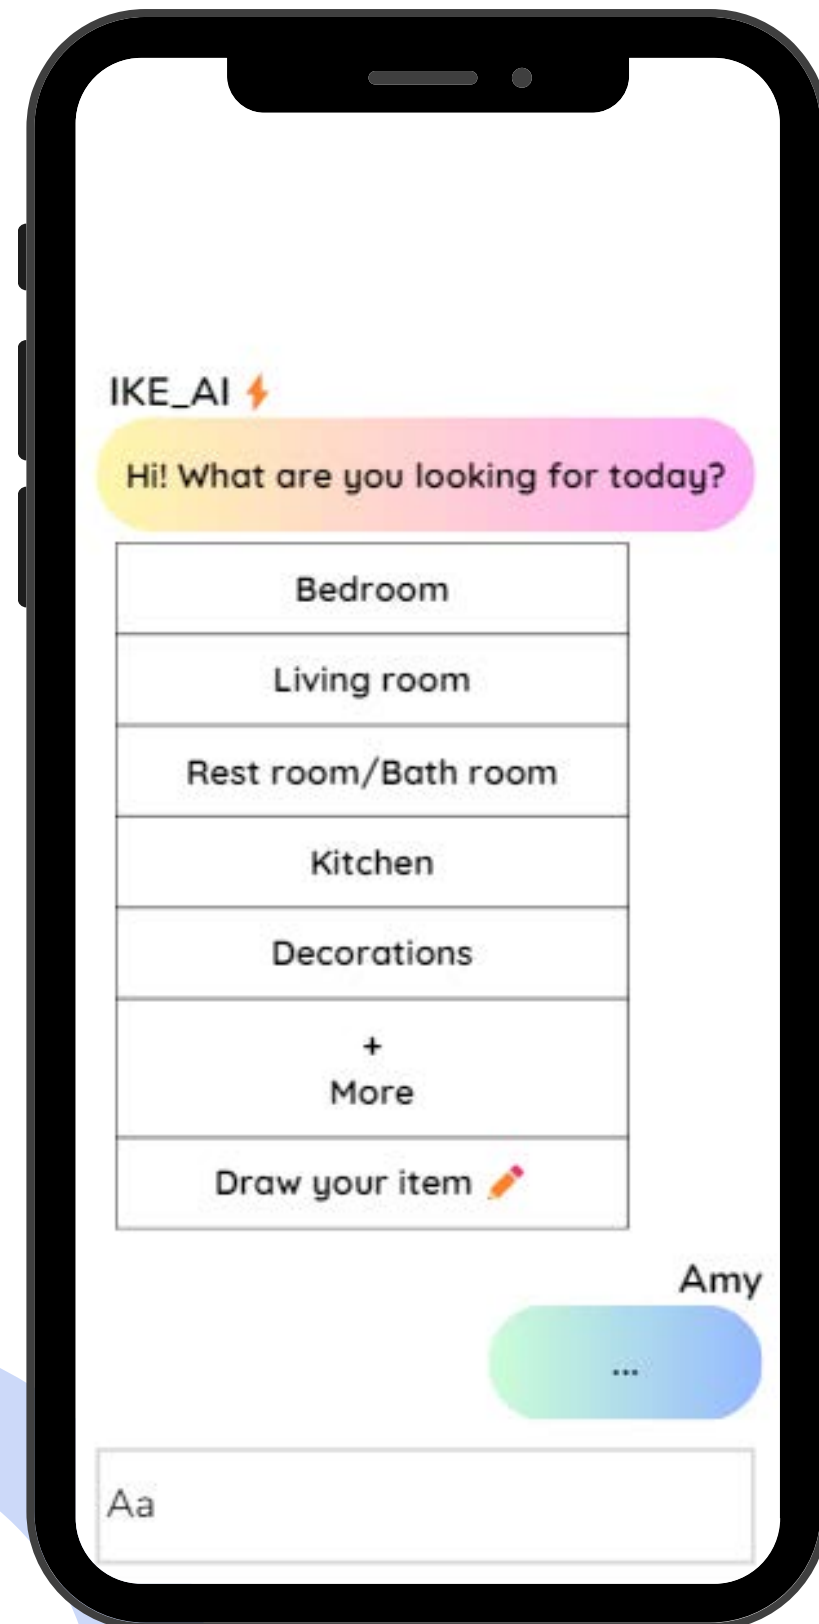 IKE_AI
Hi! What are you looking for today?
Bedroom
Living room
Rest room/Bath room
Kitchen
Decorations
+
More
Draw your item
Amy
...
Aa